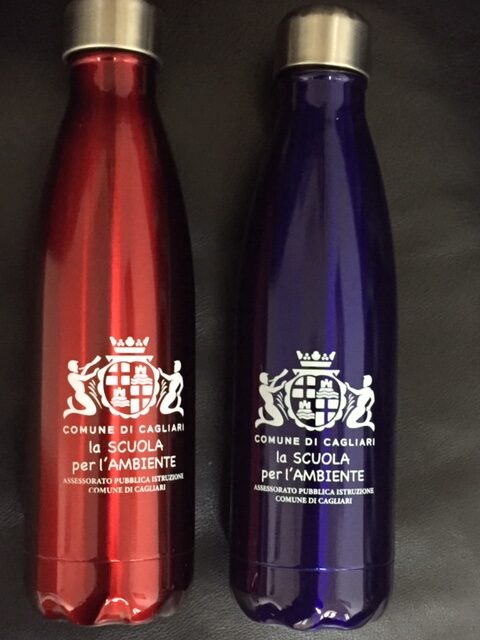 COMUNE DI CAGLIARI
la SCUOLA
per l'AMBIENTE
ASSESSORATO PUBBLICA ISTRUZIONE
COMUNE DI CAGLIARI
COMUNE DI CAGLIARI
la SCUOLA
per l'AMBIENTE
ASSESSORATO PUBBLICA ISTRUZIONE
COMUNE DI CAGLIARI